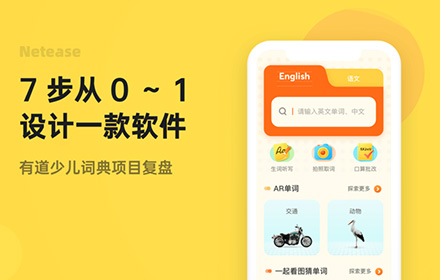 Netease
7 步从 0 ~ 1
设计一款软件
有道少儿词典项目复盘
English
语文
请输入英文单词、中文
生词听写
拍照取词
口算批改
AR单词
探索更多
交通
动物
一起看图猜单词
探索更多